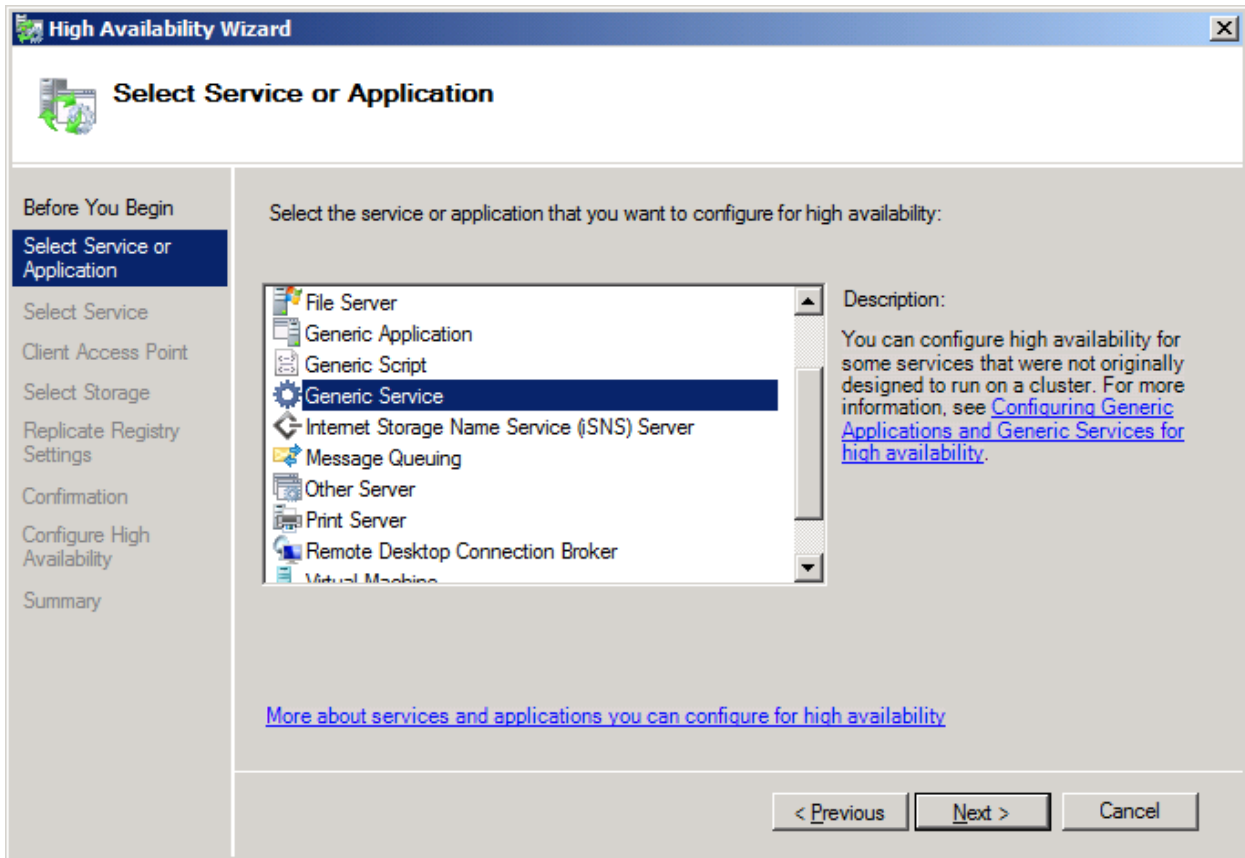 High Availability Wizard
Select Service or Application
Before You Begin
Select Service or
Application
Select Service
Client Access Point
Select Storage
Replicate Registry
Settings
Confirmation
Configure High
Availability
Summary
Select the service or application that you want to configure for high availability:
File Server
Generic Application
Generic Script
Generic Service
Internet Storage Name Service (iSNS) Server
Message Queuing
Other Server
Print Server
Remote Desktop Connection Broker
Virtual Machine
Description:
You can configure high availability for
some services that were not originally
designed to run on a cluster. For more
information, see Configuring Generic
Applications and Generic Services for
high availability.
More about services and applications you can configure for high availability
< Previous
Next >
Cancel